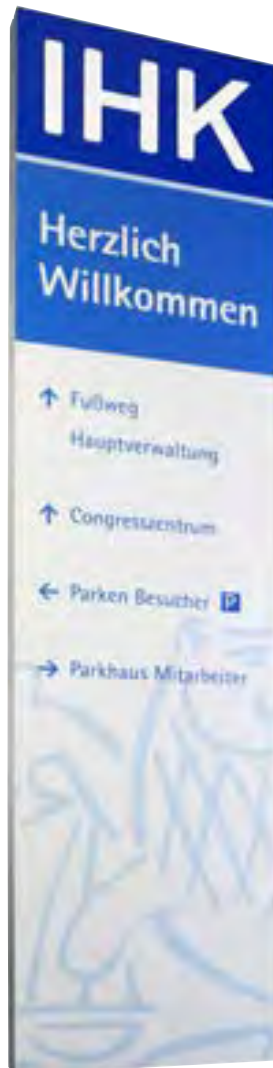 IHK
Herzlich
Willkommen
↑ Fußweg
Hauptverwaltung
↑ Congresszentrum
← Parken Besucher P
→ Parkhaus Mitarbeiter